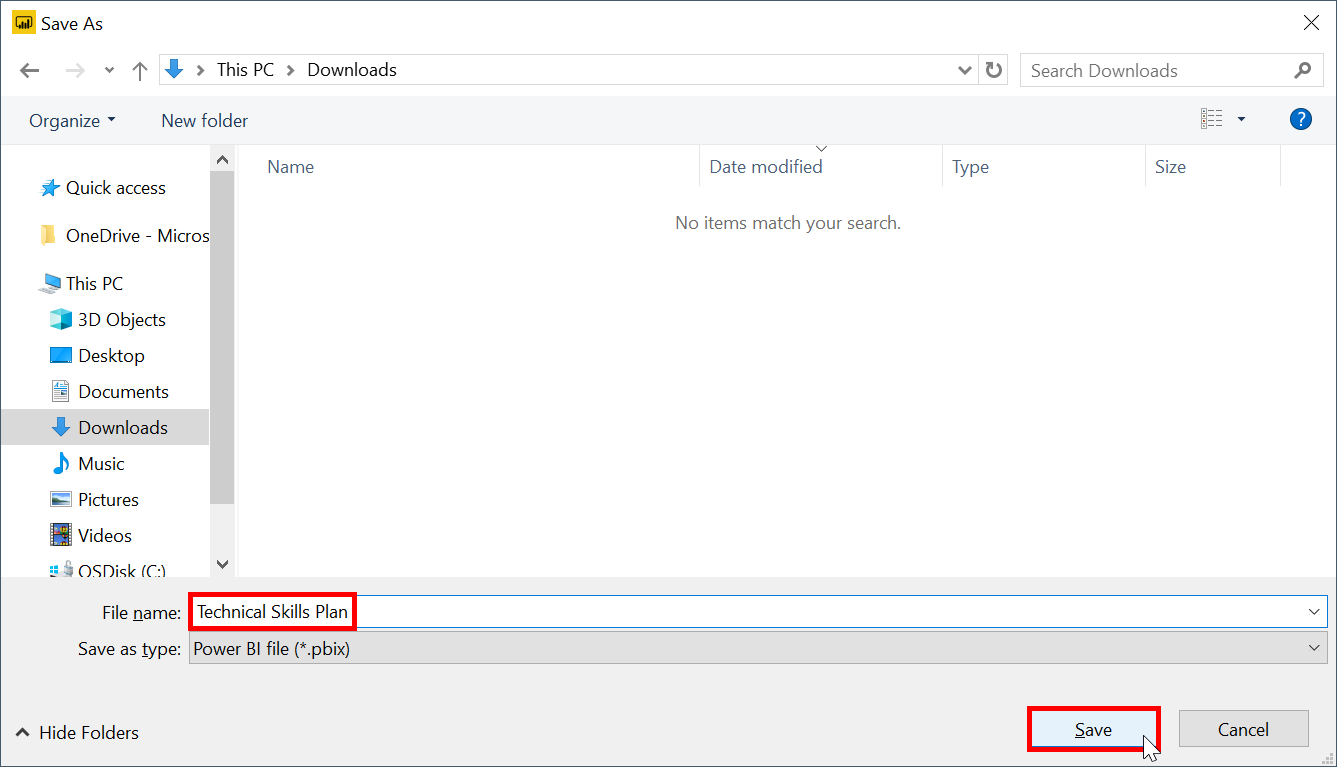 Save As
This PC > Downloads
Search Downloads
Organize
New folder
?
Name
Date modified
Type
Size
No items match your search.
Quick access
OneDrive - Micros
This PC
3D Objects
Desktop
Documents
Downloads
Music
Pictures
Videos
OSDisk (C:)
File name: Technical Skills Plan
Save as type: Power BI file (*.pbix)
Hide Folders
Save
Cancel